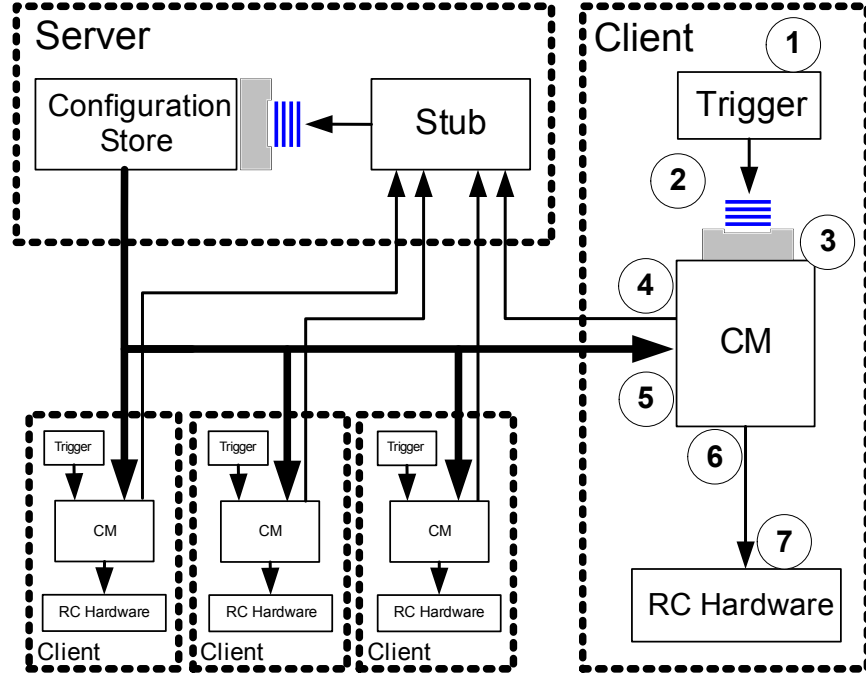 Server
Configuration
Store
Stub
Client
1
Trigger
2
3
4
CM
5
6
7
RC Hardware
Trigger
CM
RC Hardware
Client
Trigger
CM
RC Hardware
Client
Trigger
CM
RC Hardware
Client